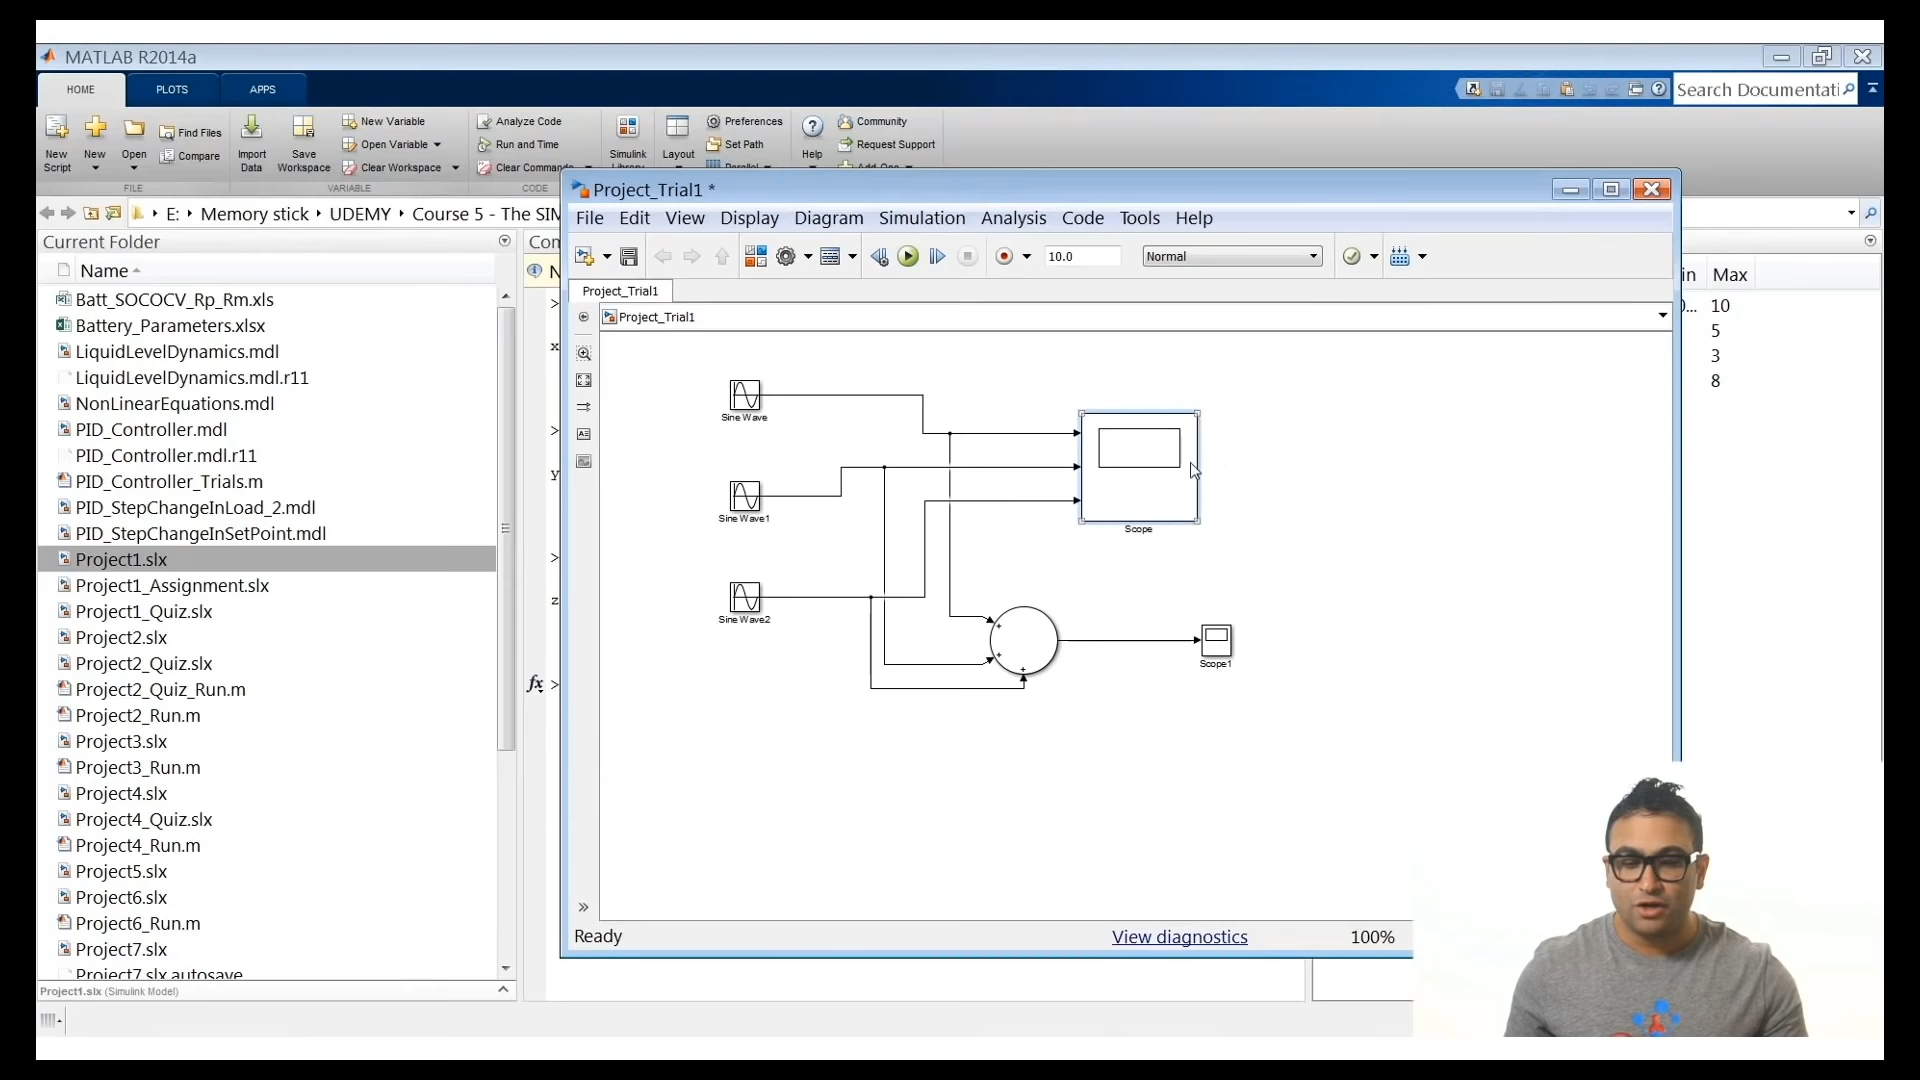 MATLAB R2014a
HOME
PLOTS
APPS
Search Documentati
New Script
New
Open
Find Files
Compare
Import Data
Save Workspace
New Variable
Open Variable
Clear Workspace
Analyze Code
Run and Time
Clear Comman
Simulink
Layout
Preferences
Set Path
Help
Community
Request Support
FILE
VARIABLE
CODE
E:
Memory stick
UDEMY
Course 5 - The SIM
Current Folder
Name
Batt_SOCOCV_Rp_Rm.xls
Battery_Parameters.xlsx
LiquidLevelDynamics.mdl
LiquidLevelDynamics.mdl.r11
NonLinearEquations.mdl
PID_Controller.mdl
PID_Controller.mdl.r11
PID_Controller_Trials.m
PID_StepChangeInLoad_2.mdl
PID_StepChangeInSetPoint.mdl
Project1.slx
Project1_Assignment.slx
Project1_Quiz.slx
Project2.slx
Project2_Quiz.slx
Project2_Quiz_Run.m
Project2_Run.m
Project3.slx
Project3_Run.m
Project4.slx
Project4_Quiz.slx
Project4_Run.m
Project5.slx
Project6.slx
Project6_Run.m
Project7.slx
Project7.slx.autosave
Project1.slx (Simulink Model)
Com
N
x
y
z
fx
Project_Trial1 *
File Edit View Display Diagram Simulation Analysis Code Tools Help
10.0
Normal
Project_Trial1
Project_Trial1
Sine Wave
Sine Wave1
Sine Wave2
Scope
Scope1
Ready
View diagnostics
100%
in
Max
0...
10
5
3
8